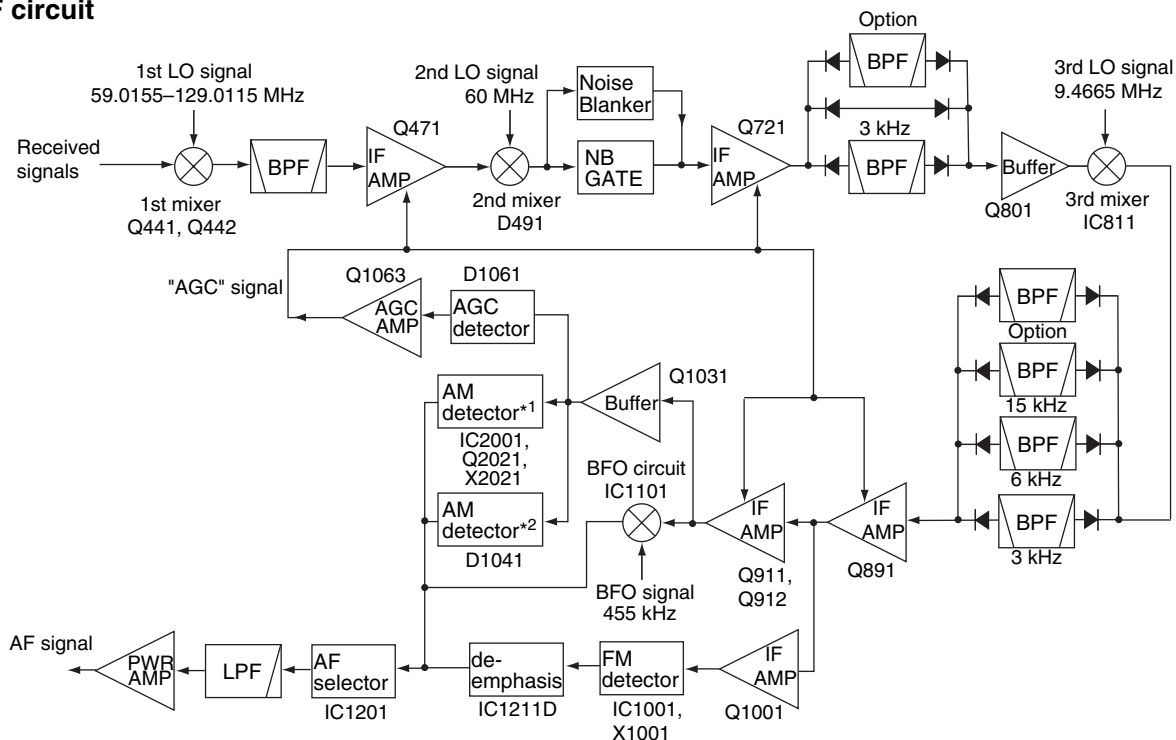 circuit
Option
1st LO signal
59.0155–129.0115 MHz
2nd LO signal
60 MHz
3rd LO signal
9.4665 MHz
Noise
Blanker
BPF
Q471
Q721
3 kHz
Received
signals
BPF
IF
AMP
NB
GATE
IF
AMP
BPF
Buffer
1st mixer
Q441, Q442
2nd mixer
D491
Q801
3rd mixer
IC811
"AGC" signal
Q1063
AGC
AMP
D1061
AGC
detector
BPF
Option
BPF
15 kHz
BPF
6 kHz
BPF
3 kHz
AM
detector*1
IC2001,
Q2021,
X2021
Buffer
Q1031
BFO circuit
IC1101
AM
detector*2
D1041
IF
AMP
Q911,
Q912
IF
AMP
Q891
BFO signal
455 kHz
AF signal
PWR
AMP
LPF
AF
selector
IC1201
de-
emphasis
IC1211D
FM
detector
IC1001,
X1001
IF
AMP
Q1001